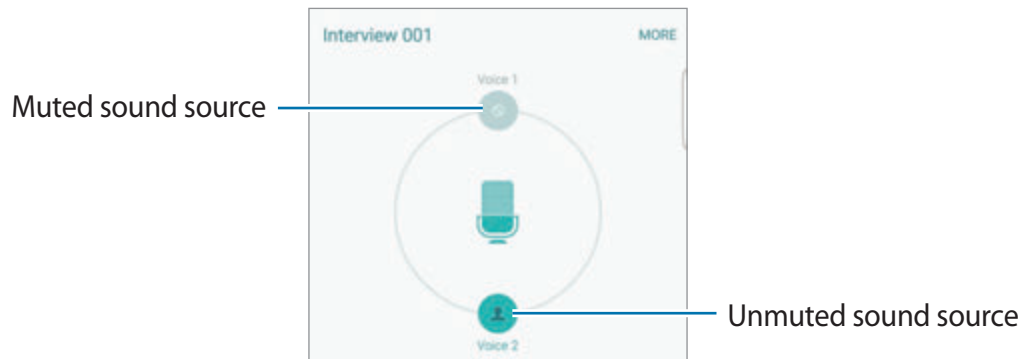 Interview 001
MORE
Voice 1
Muted sound source
Unmuted sound source
Voice 2